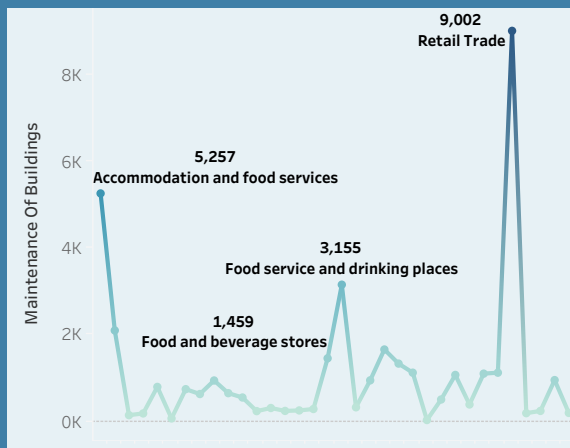 9,002
Retail Trade
8K
6K
5,257
Accommodation and food services
4K
3,155
Food service and drinking places
1,459
Food and beverage stores
2K
0K
Maintenance Of Buildings